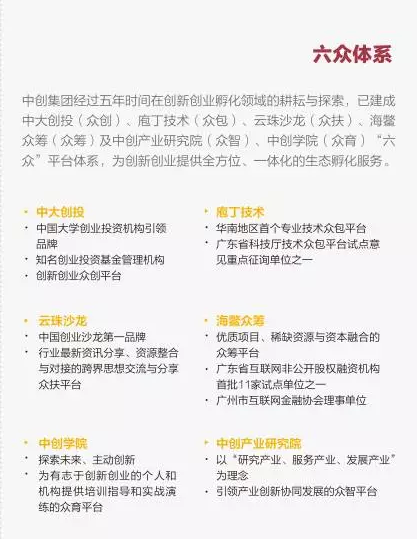 六众体系
中创集团经过五年时间在创新创业孵化领域的耕耘与探索，已建成
中大创投（众创）、庖丁技术（众包）、云珠沙龙（众扶）、海鳌
众筹（众筹）及中创产业研究院（众智）、中创学院（众育）“六
众”平台体系，为创新创业提供全方位、一体化的生态孵化服务。
· 中大创投
· 中国大学创业投资机构引领
品牌
· 知名创业投资基金管理机构
· 创新创业众创平台
· 庖丁技术
· 华南地区首个专业技术众包平台
· 广东省科技厅技术众包平台试点意
见重点征询单位之一
· 云珠沙龙
· 中国创业沙龙第一品牌
· 行业最新资讯分享、资源整合
与对接的跨界思想交流与分享
众扶平台
· 海鳌众筹
· 优质项目、稀缺资源与资本融合的
众筹平台
· 广东省互联网非公开股权融资机构
首批11家试点单位之一
· 广州市互联网金融协会理事单位
· 中创学院
· 探索未来、主动创新
· 为有志于创新创业的个人和
机构提供培训指导和实战演
练的众育平台
· 中创产业研究院
· 以“研究产业、服务产业、发展产业”
为理念
· 引领产业创新协同发展的众智平台